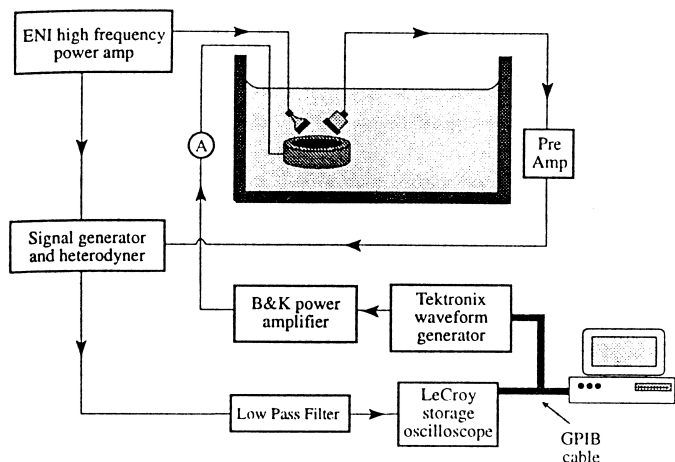 ENI high frequency
power amp
A
Pre
Amp
Signal generator
and heterodyner
B&K power
amplifier
Tektronix
waveform
generator
Low Pass Filter
LeCroy
storage
oscilloscope
GPIB
cable